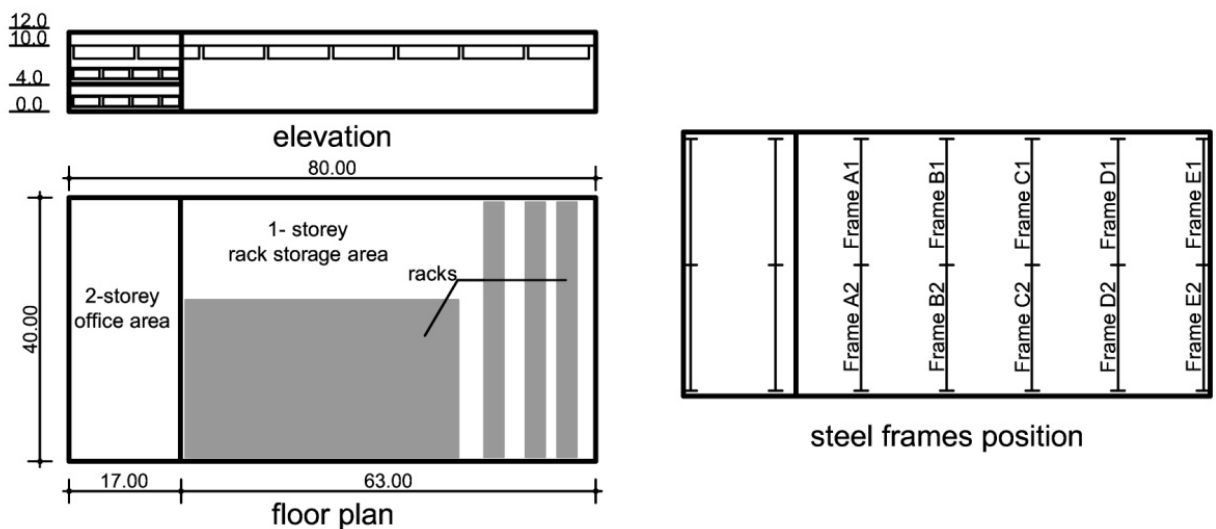 12.0
10.0
4.0
0.0
elevation
80.00
40.00
2-storey
office area
1- storey
rack storage area
racks
17.00
63.00
floor plan
Frame A1
Frame B1
Frame C1
Frame D1
Frame E1
Frame A2
Frame B2
Frame C2
Frame D2
Frame E2
steel frames position